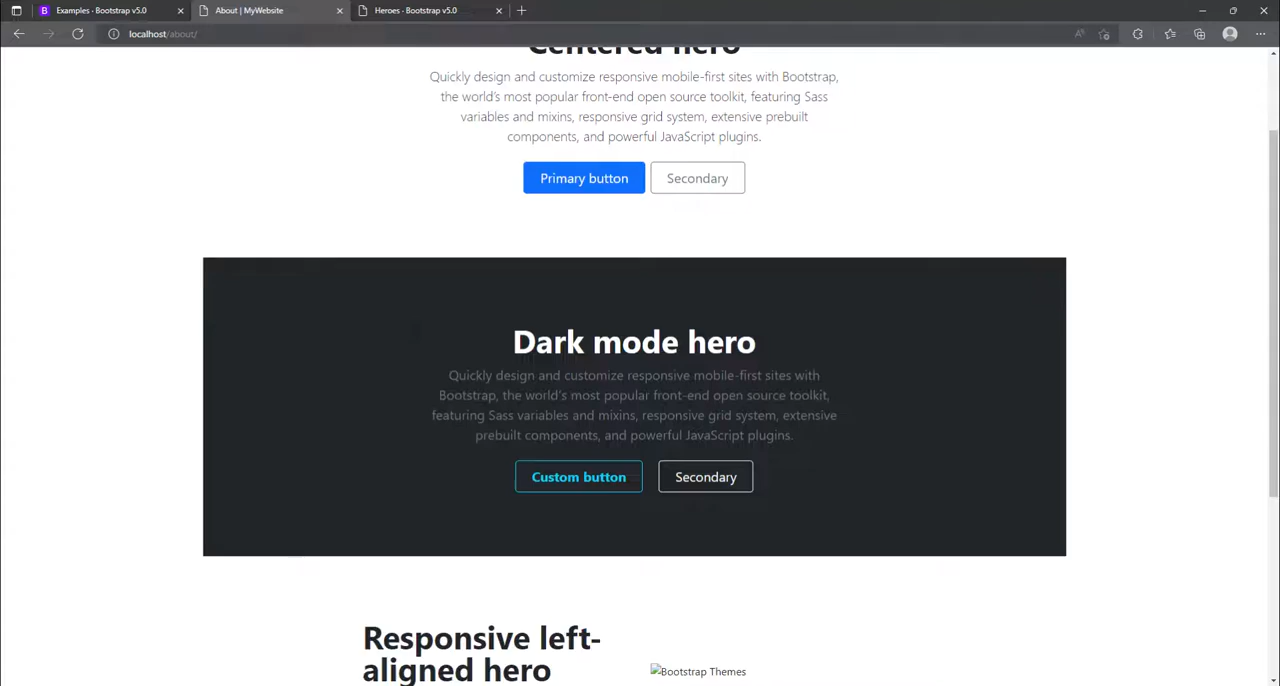 Examples · Bootstrap v5.0
About | MyWebsite
Heroes · Bootstrap v5.0
localhost/about/
Centered hero
Quickly design and customize responsive mobile-first sites with Bootstrap,
the world's most popular front-end open source toolkit, featuring Sass
variables and mixins, responsive grid system, extensive prebuilt
components, and powerful JavaScript plugins.
Primary button
Secondary
Dark mode hero
Quickly design and customize responsive mobile-first sites with
Bootstrap, the world's most popular front-end open source toolkit,
featuring Sass variables and mixins, responsive grid system, extensive
prebuilt components, and powerful JavaScript plugins.
Custom button
Secondary
Responsive left-
aligned hero
Bootstrap Themes